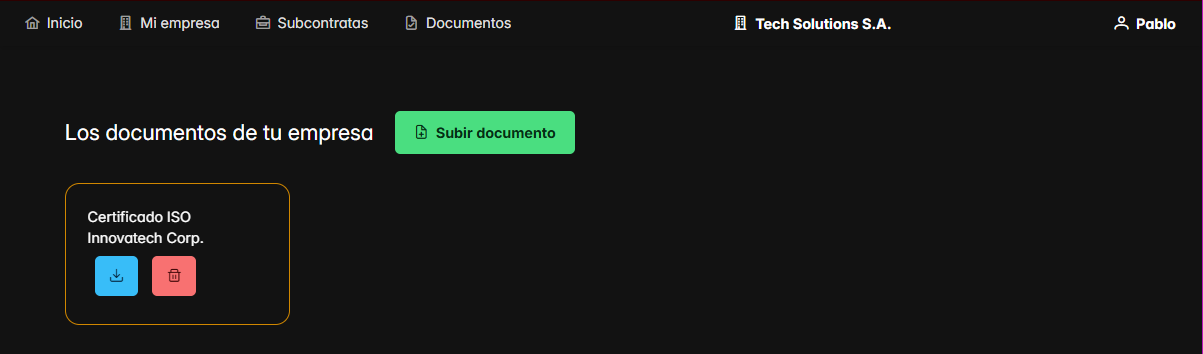 Inicio
Mi empresa
Subcontratas
Documentos
Tech Solutions S.A.
Pablo
Los documentos de tu empresa
Subir documento
Certificado ISO
Innovatech Corp.